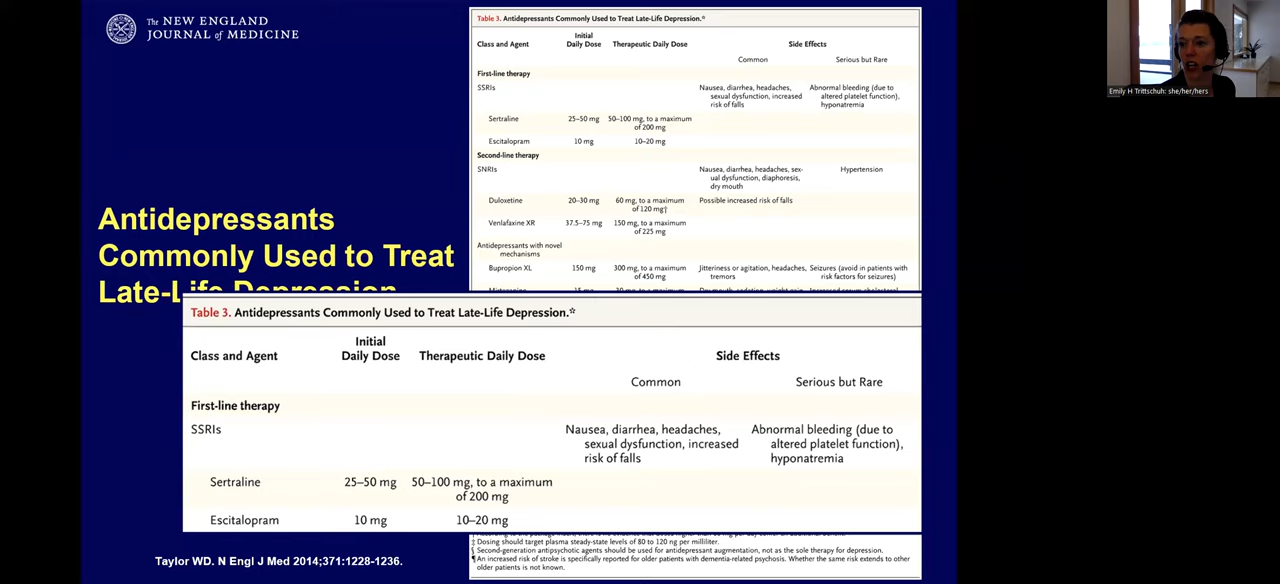 The NEW ENGLAND
JOURNAL of MEDICINE
Antidepressants
Commonly Used to Treat
Late-Life Depression
Table 3. Antidepressants Commonly Used to Treat Late-Life Depression.*
Initial
Class and Agent Daily Dose Therapeutic Daily Dose Side Effects
Common Serious but Rare
First-line therapy
SSRIs Nausea, diarrhea, headaches, Abnormal bleeding (due to
sexual dysfunction, increased altered platelet function),
risk of falls hyponatremia
Sertraline 25–50 mg 50–100 mg, to a maximum
of 200 mg
Escitalopram 10 mg 10–20 mg
Second-line therapy
SNRIs Nausea, diarrhea, headaches, sex- Hypertension
ual dysfunction, diaphoresis,
dry mouth
Duloxetine 20–30 mg 60 mg, to a maximum Possible increased risk of falls
of 120 mg†
Venlafaxine XR 37.5–75 mg 150 mg, to a maximum
of 225 mg
Antidepressants with novel
mechanisms
Bupropion XL 150 mg 300 mg, to a maximum Jitteriness or agitation, headaches, Seizures (avoid in patients with
of 450 mg tremors risk factors for seizures)
Table 3. Antidepressants Commonly Used to Treat Late-Life Depression.*
Initial
Class and Agent Daily Dose Therapeutic Daily Dose Side Effects
Common Serious but Rare
First-line therapy
SSRIs Nausea, diarrhea, headaches, Abnormal bleeding (due to
sexual dysfunction, increased altered platelet function),
risk of falls hyponatremia
Sertraline 25–50 mg 50–100 mg, to a maximum
of 200 mg
Escitalopram 10 mg 10–20 mg
‡ Dosing should target plasma steady-state levels of 80 to 120 ng per milliliter.
§ Second-generation antipsychotic agents should be used for antidepressant augmentation, not as the sole therapy for depression.
¶ An increased risk of stroke is specifically reported for older patients with dementia-related psychosis. Whether the same risk extends to other
older patients is not known.
Taylor WD. N Engl J Med 2014;371:1228-1236.
Emily H Trittschuh: she/her/hers